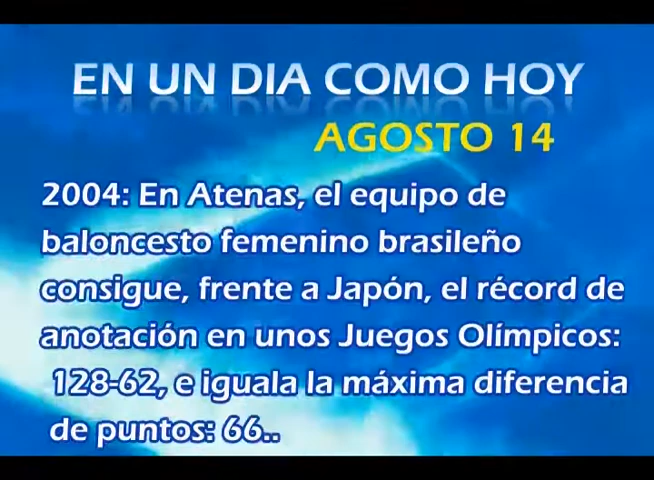 EN UN DIA COMO HOY
AGOSTO 14
2004: En Atenas, el equipo de
baloncesto femenino brasileño
consigue, frente a Japón, el récord de
anotación en unos Juegos Olímpicos:
128-62, e iguala la máxima diferencia
de puntos: 66..